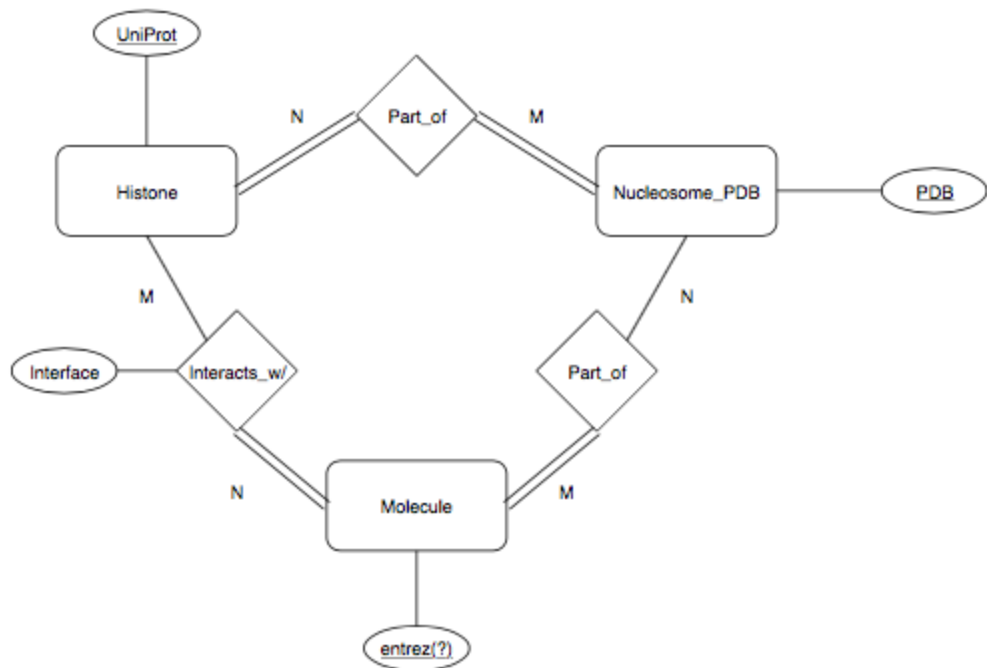 UniProt
N
Part_of
M
Histone
Nucleosome_PDB
PDB
M
N
Interface
Interacts_w/
Part_of
N
M
Molecule
entrez(?)